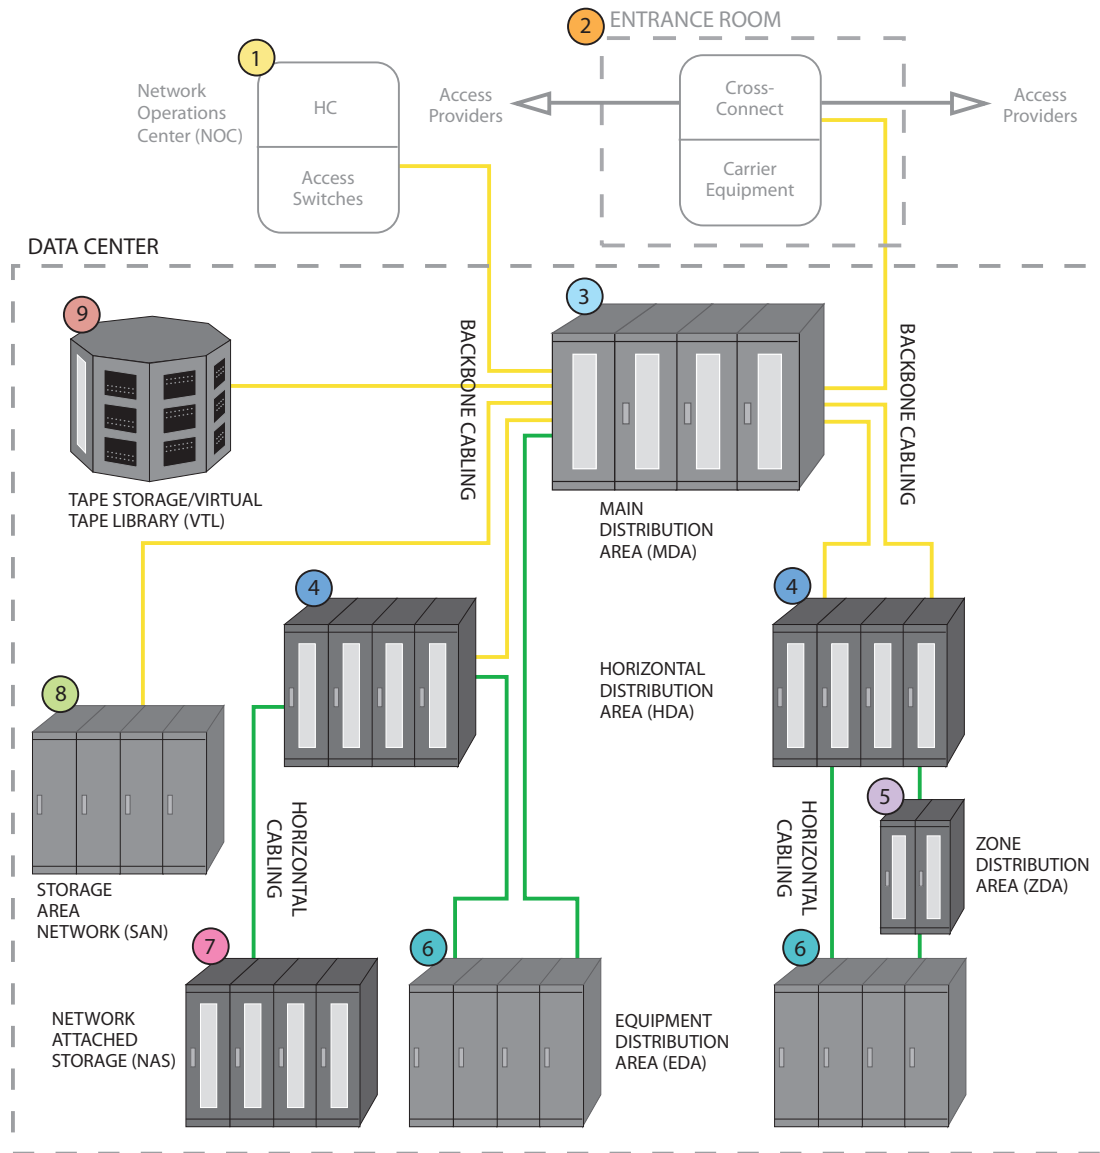 2
ENTRANCE ROOM
1
Network
Operations
Center (NOC)
HC
Access
Switches
Access
Providers
Cross-
Connect
Carrier
Equipment
Access
Providers
DATA CENTER
9
3
BACKBONE CABLING
BACKBONE CABLING
TAPE STORAGE/VIRTUAL
TAPE LIBRARY (VTL)
MAIN
DISTRIBUTION
AREA (MDA)
4
4
HORIZONTAL
DISTRIBUTION
AREA (HDA)
8
5
HORIZONTAL
CABLING
HORIZONTAL
CABLING
ZONE
DISTRIBUTION
AREA (ZDA)
STORAGE
AREA
NETWORK (SAN)
7
6
6
NETWORK
ATTACHED
STORAGE (NAS)
EQUIPMENT
DISTRIBUTION
AREA (EDA)